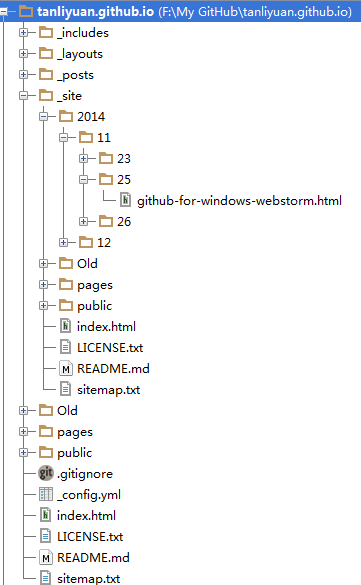 tanliyuan.github.io (F:\My GitHub\tanliyuan.github.io)
_includes
_layouts
_posts
_site
2014
11
23
25
github-for-windows-webstorm.html
26
12
Old
pages
public
index.html
LICENSE.txt
README.md
sitemap.txt
Old
pages
public
.gitignore
_config.yml
index.html
LICENSE.txt
README.md
sitemap.txt